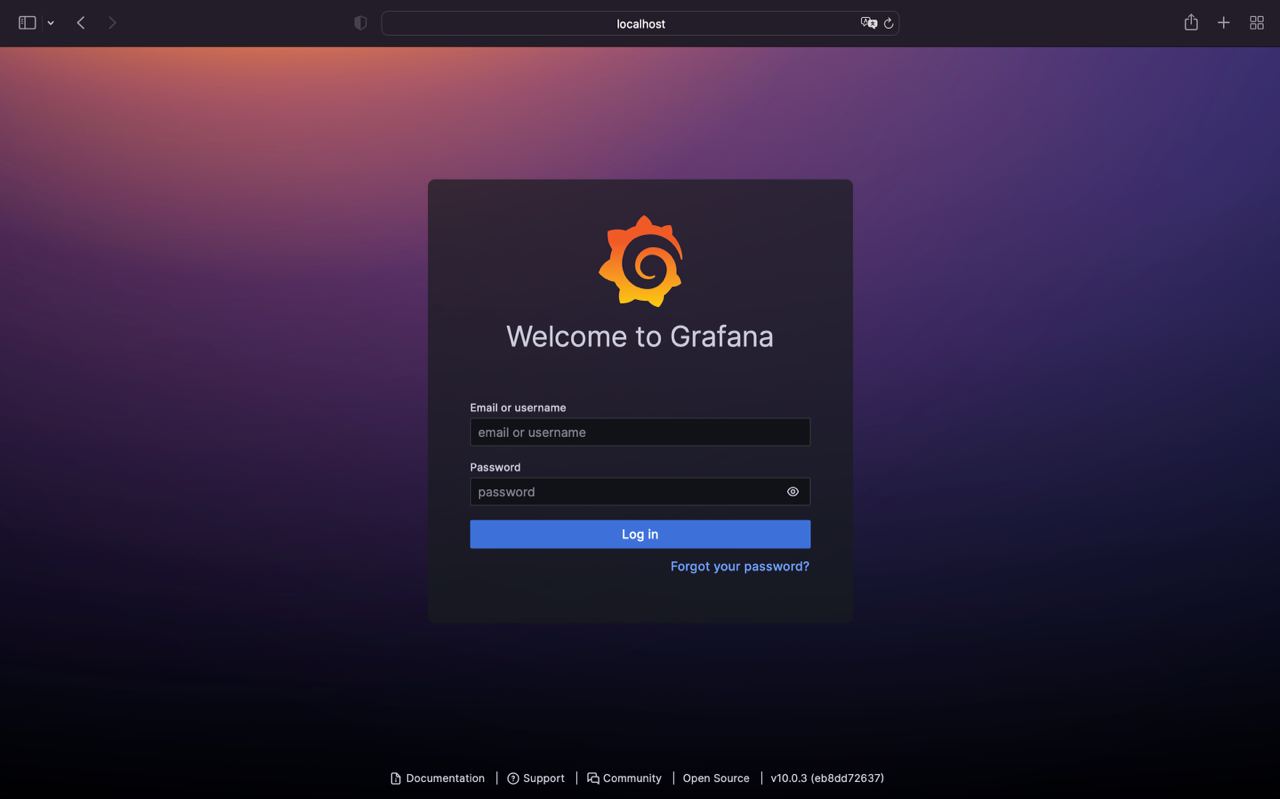 localhost
Welcome to Grafana
Email or username
email or username
Password
password
Log in
Forgot your password?
Documentation | Support | Community | Open Source | v10.0.3 (eb8dd72637)